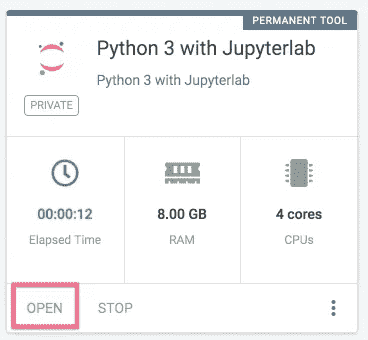 PERMANENT TOOL
Python 3 with Jupyterlab
Python 3 with Jupyterlab
PRIVATE
00:00:12
Elapsed Time
8.00 GB
RAM
4 cores
CPUs
OPEN
STOP